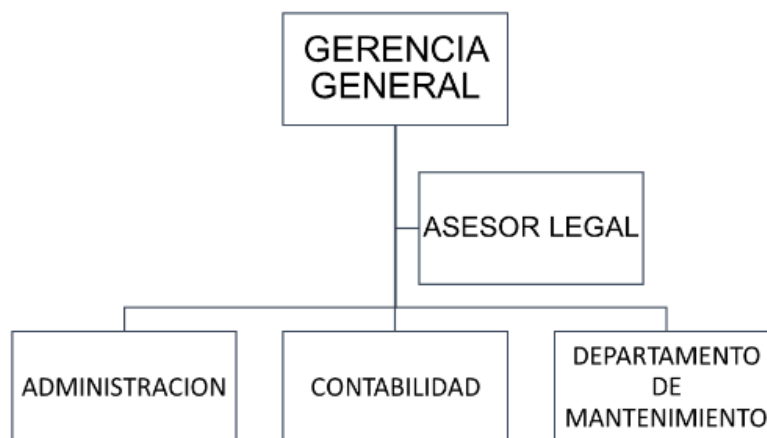 GERENCIA
GENERAL
ASESOR LEGAL
ADMINISTRACION
CONTABILIDAD
DEPARTAMENTO
DE
MANTENIMIENTO